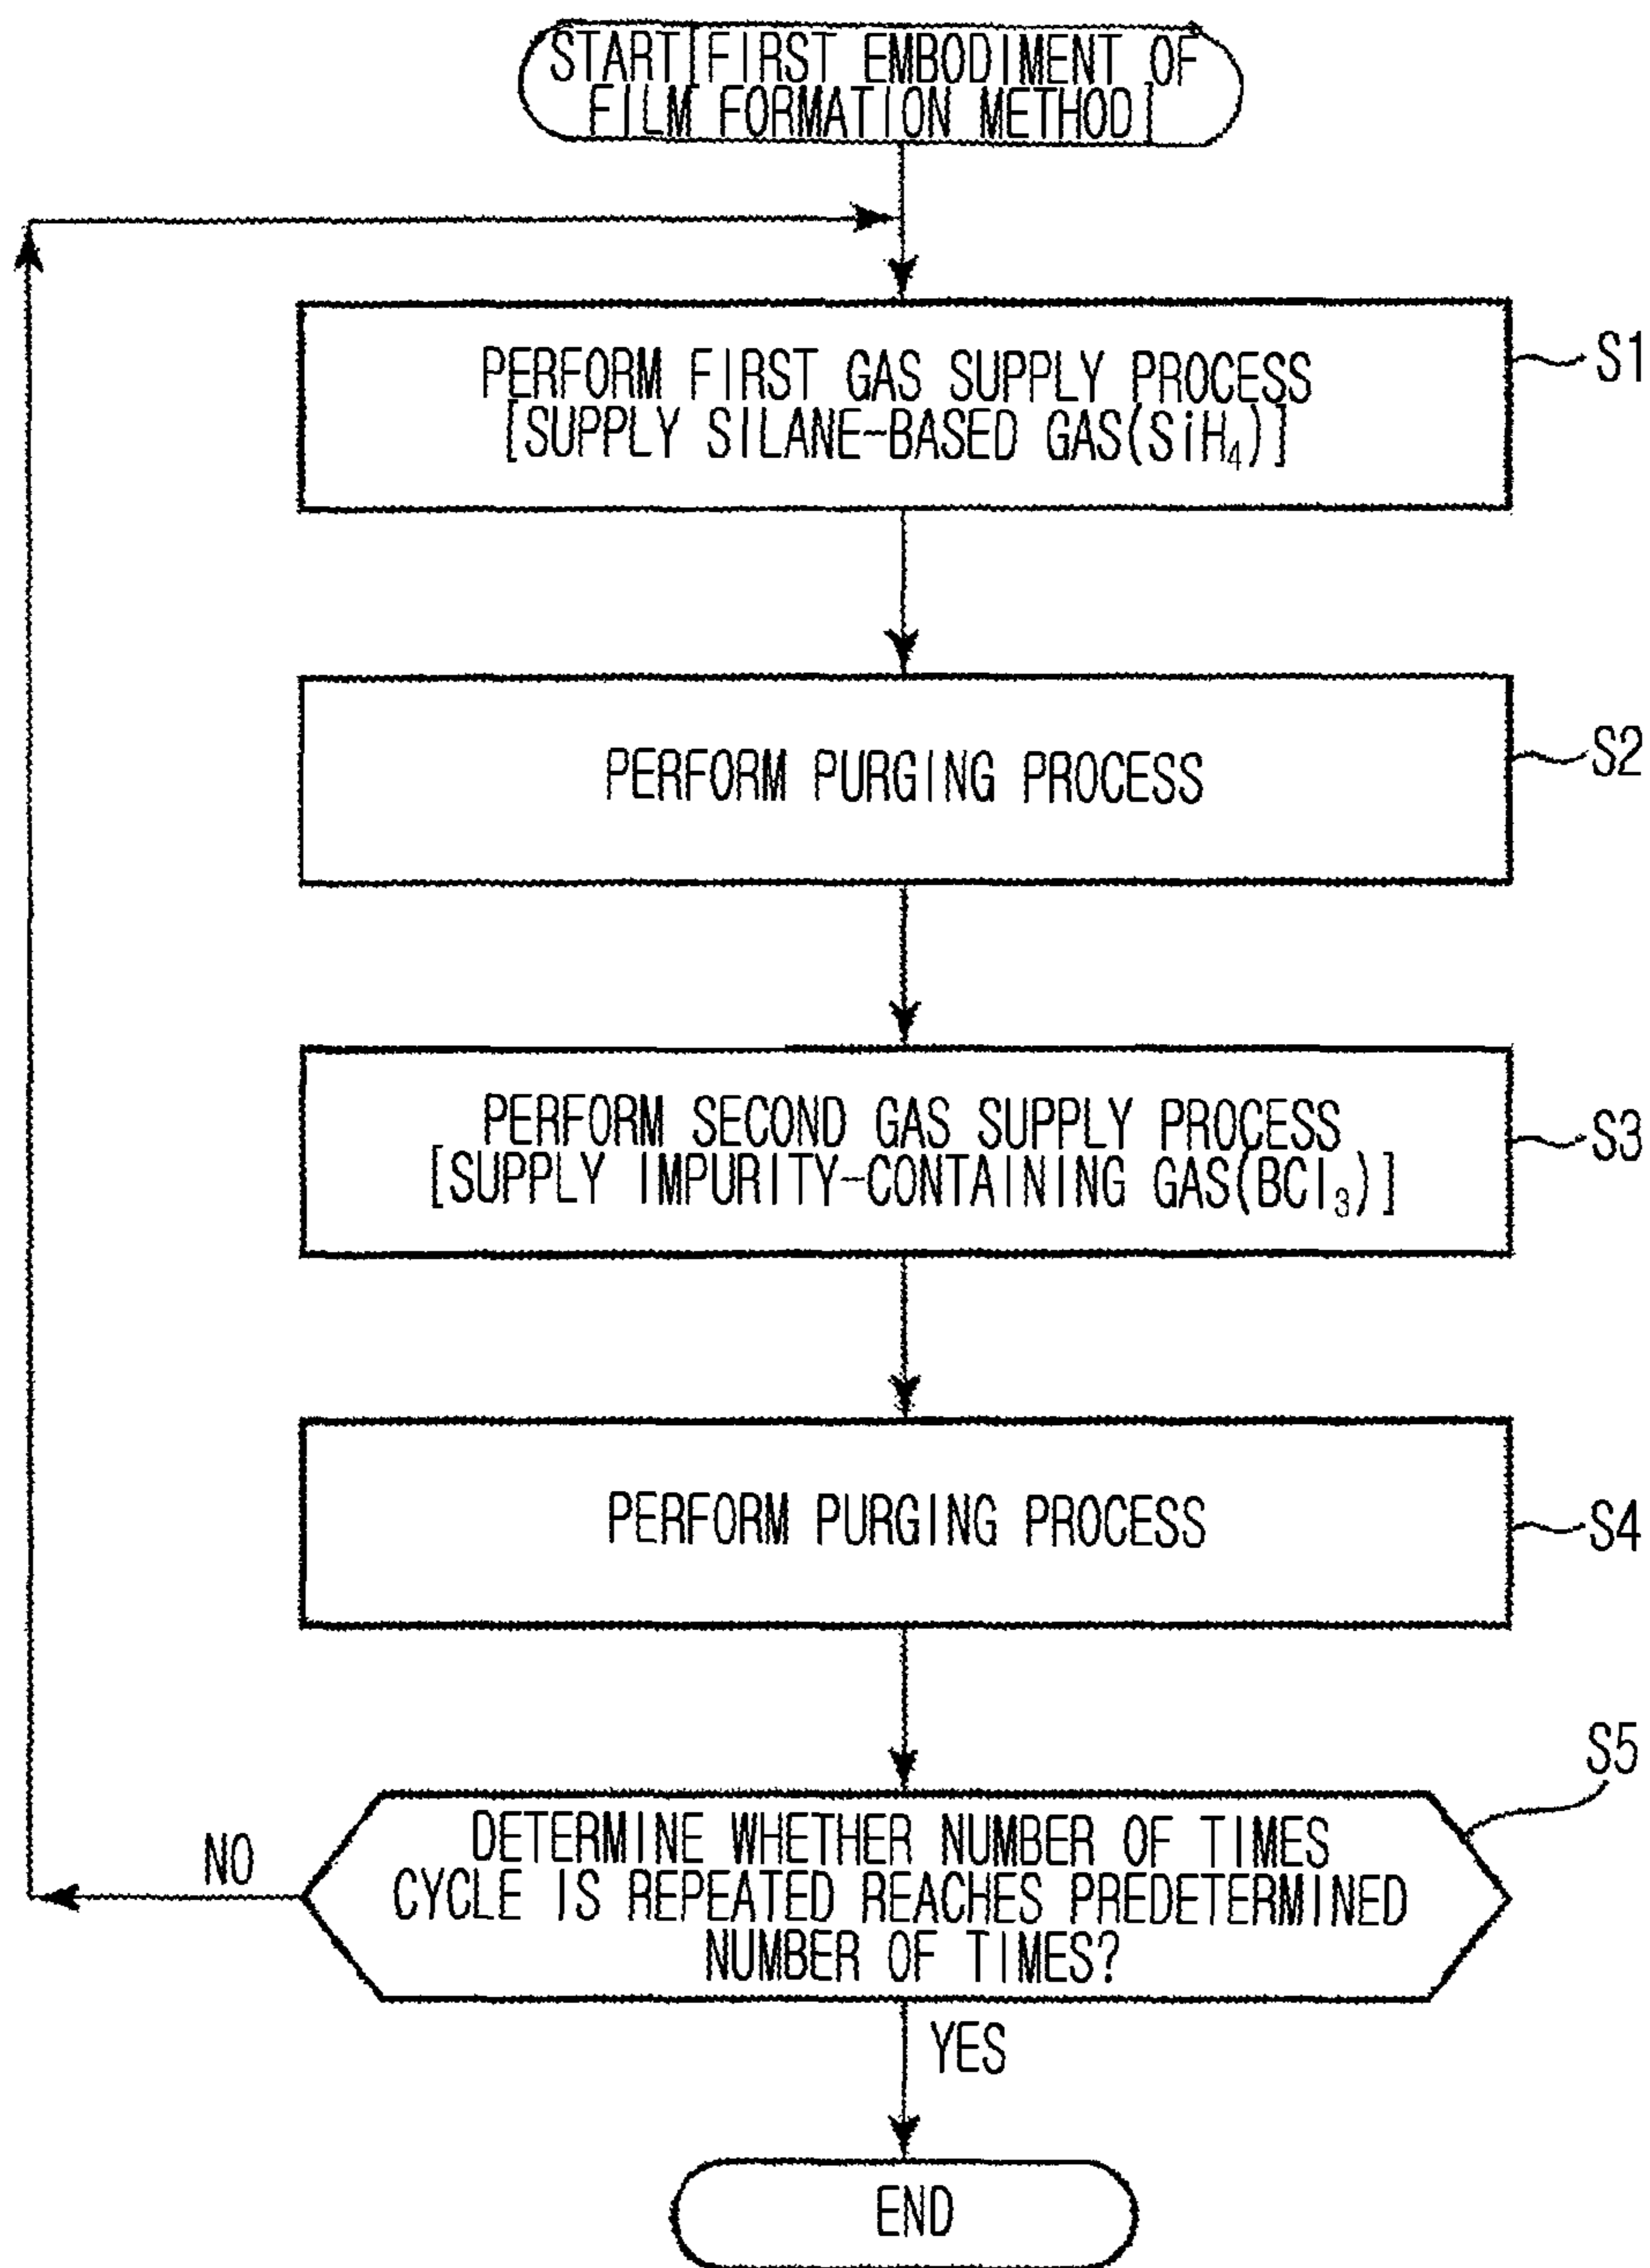 START[FIRST EMBODIMENT OF
FILM FORMATION METHOD]
PERFORM FIRST GAS SUPPLY PROCESS
[SUPPLY SILANE-BASED GAS(SiH₄)]
S1
PERFORM PURGING PROCESS
S2
PERFORM SECOND GAS SUPPLY PROCESS
[SUPPLY IMPURITY-CONTAINING GAS(BCl₃)]
S3
PERFORM PURGING PROCESS
S4
S5
DETERMINE WHETHER NUMBER OF TIMES
CYCLE IS REPEATED REACHES PREDETERMINED
NUMBER OF TIMES?
NO
YES
END